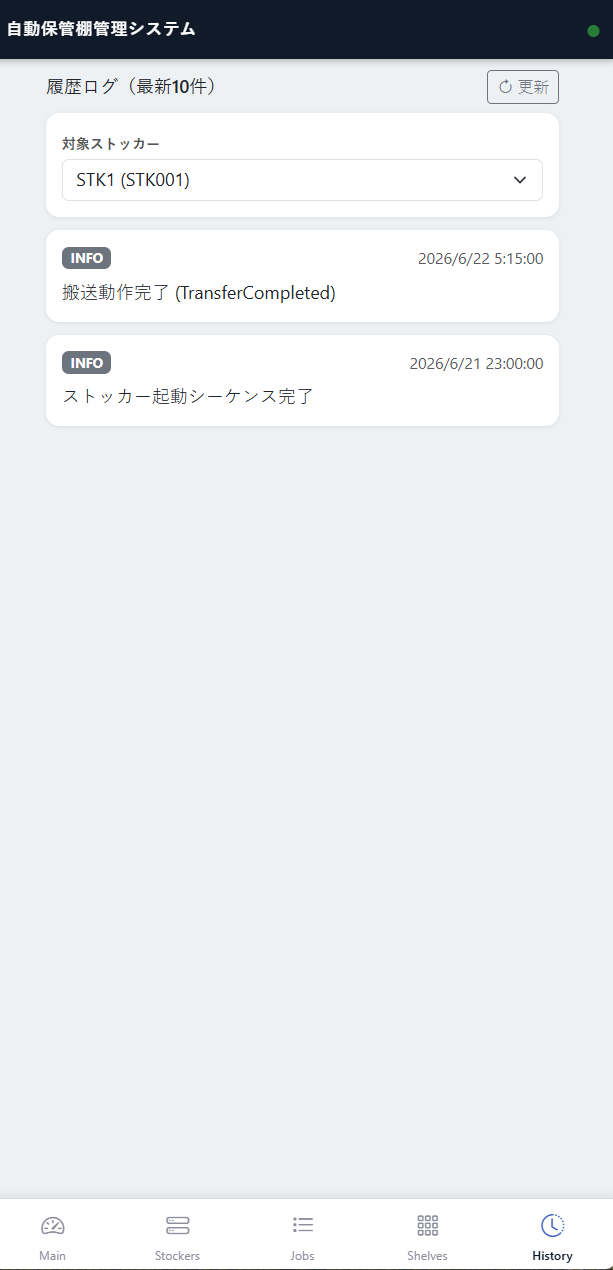 自動保管棚管理システム
履歴ログ（最新10件）
更新
対象ストッカー
STK1 (STK001)
INFO
2026/6/22 5:15:00
搬送動作完了 (TransferCompleted)
INFO
2026/6/21 23:00:00
ストッカー起動シーケンス完了
Main
Stockers
Jobs
Shelves
History